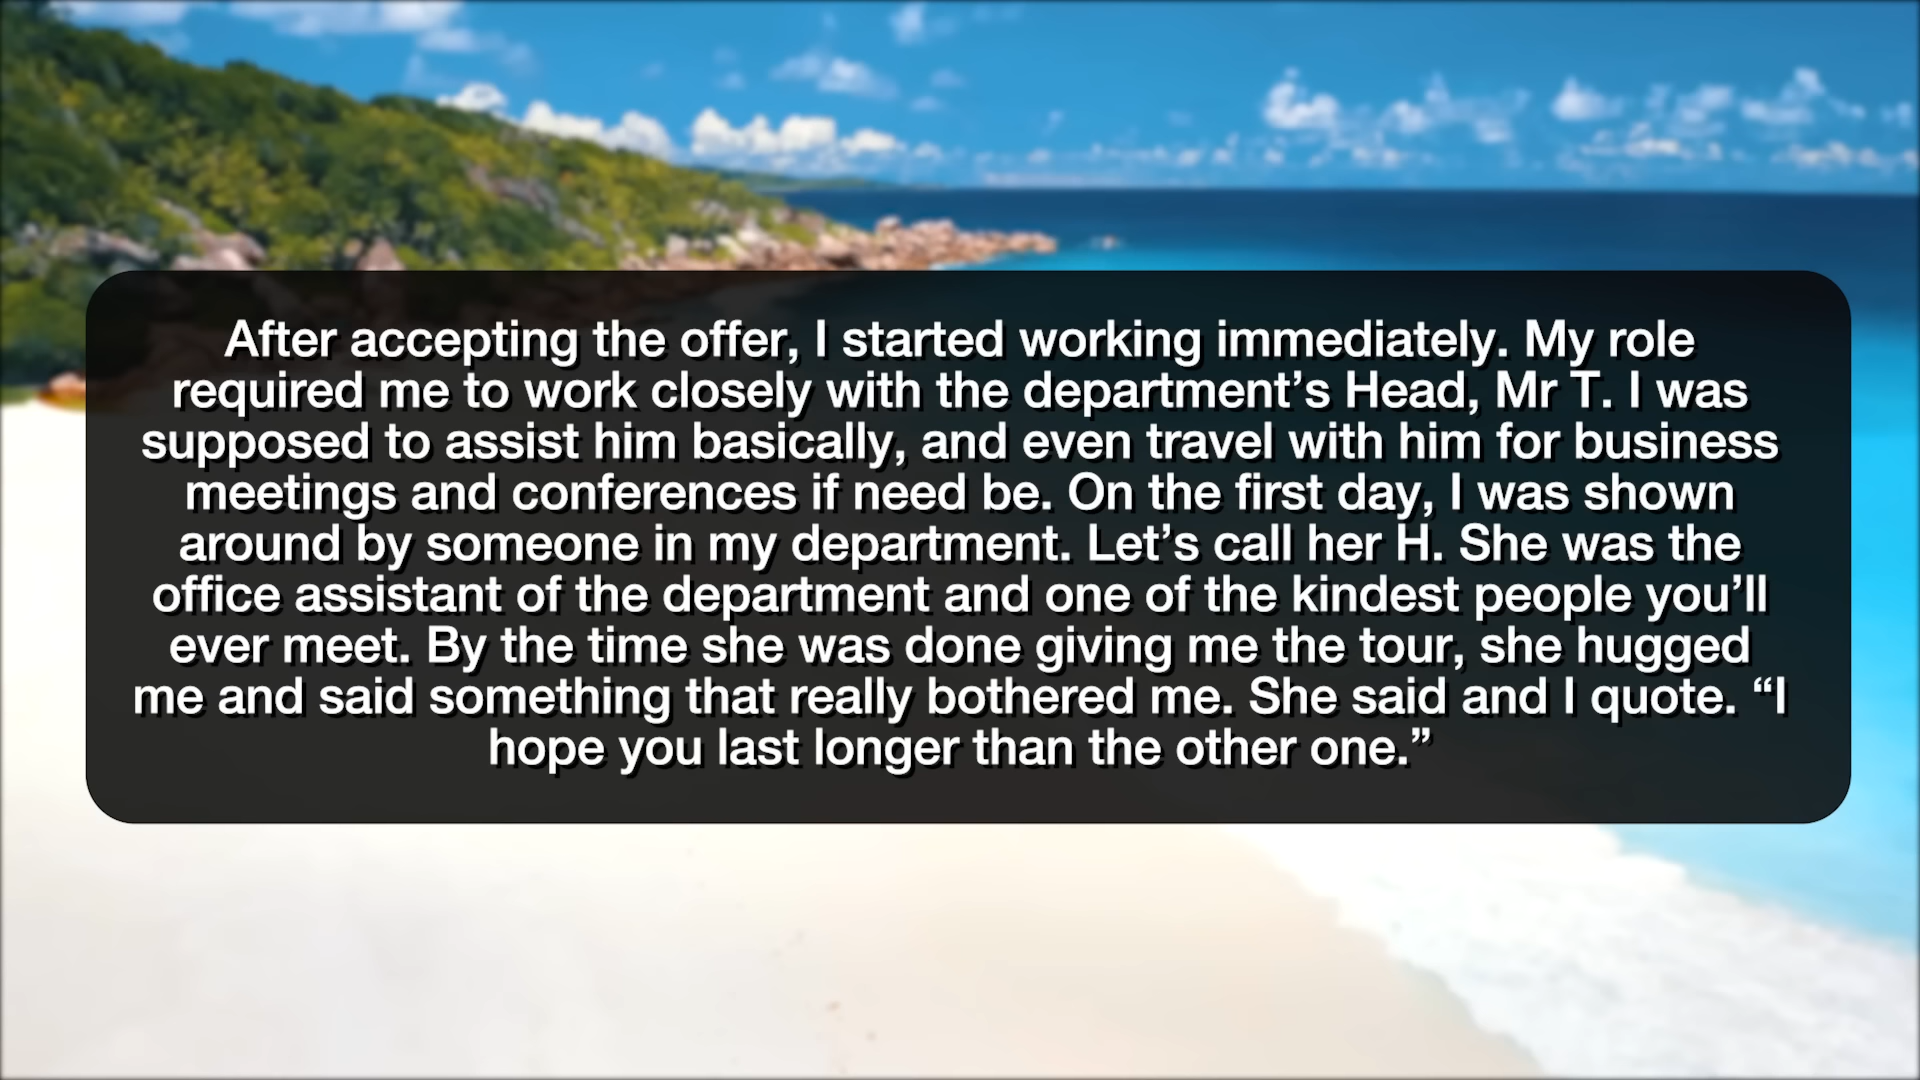 After accepting the offer, I started working immediately. My role
required me to work closely with the department’s Head, Mr T. I was
supposed to assist him basically, and even travel with him for business
meetings and conferences if need be. On the first day, I was shown
around by someone in my department. Let’s call her H. She was the
office assistant of the department and one of the kindest people you’ll
ever meet. By the time she was done giving me the tour, she hugged
me and said something that really bothered me. She said and I quote. “I
hope you last longer than the other one.”